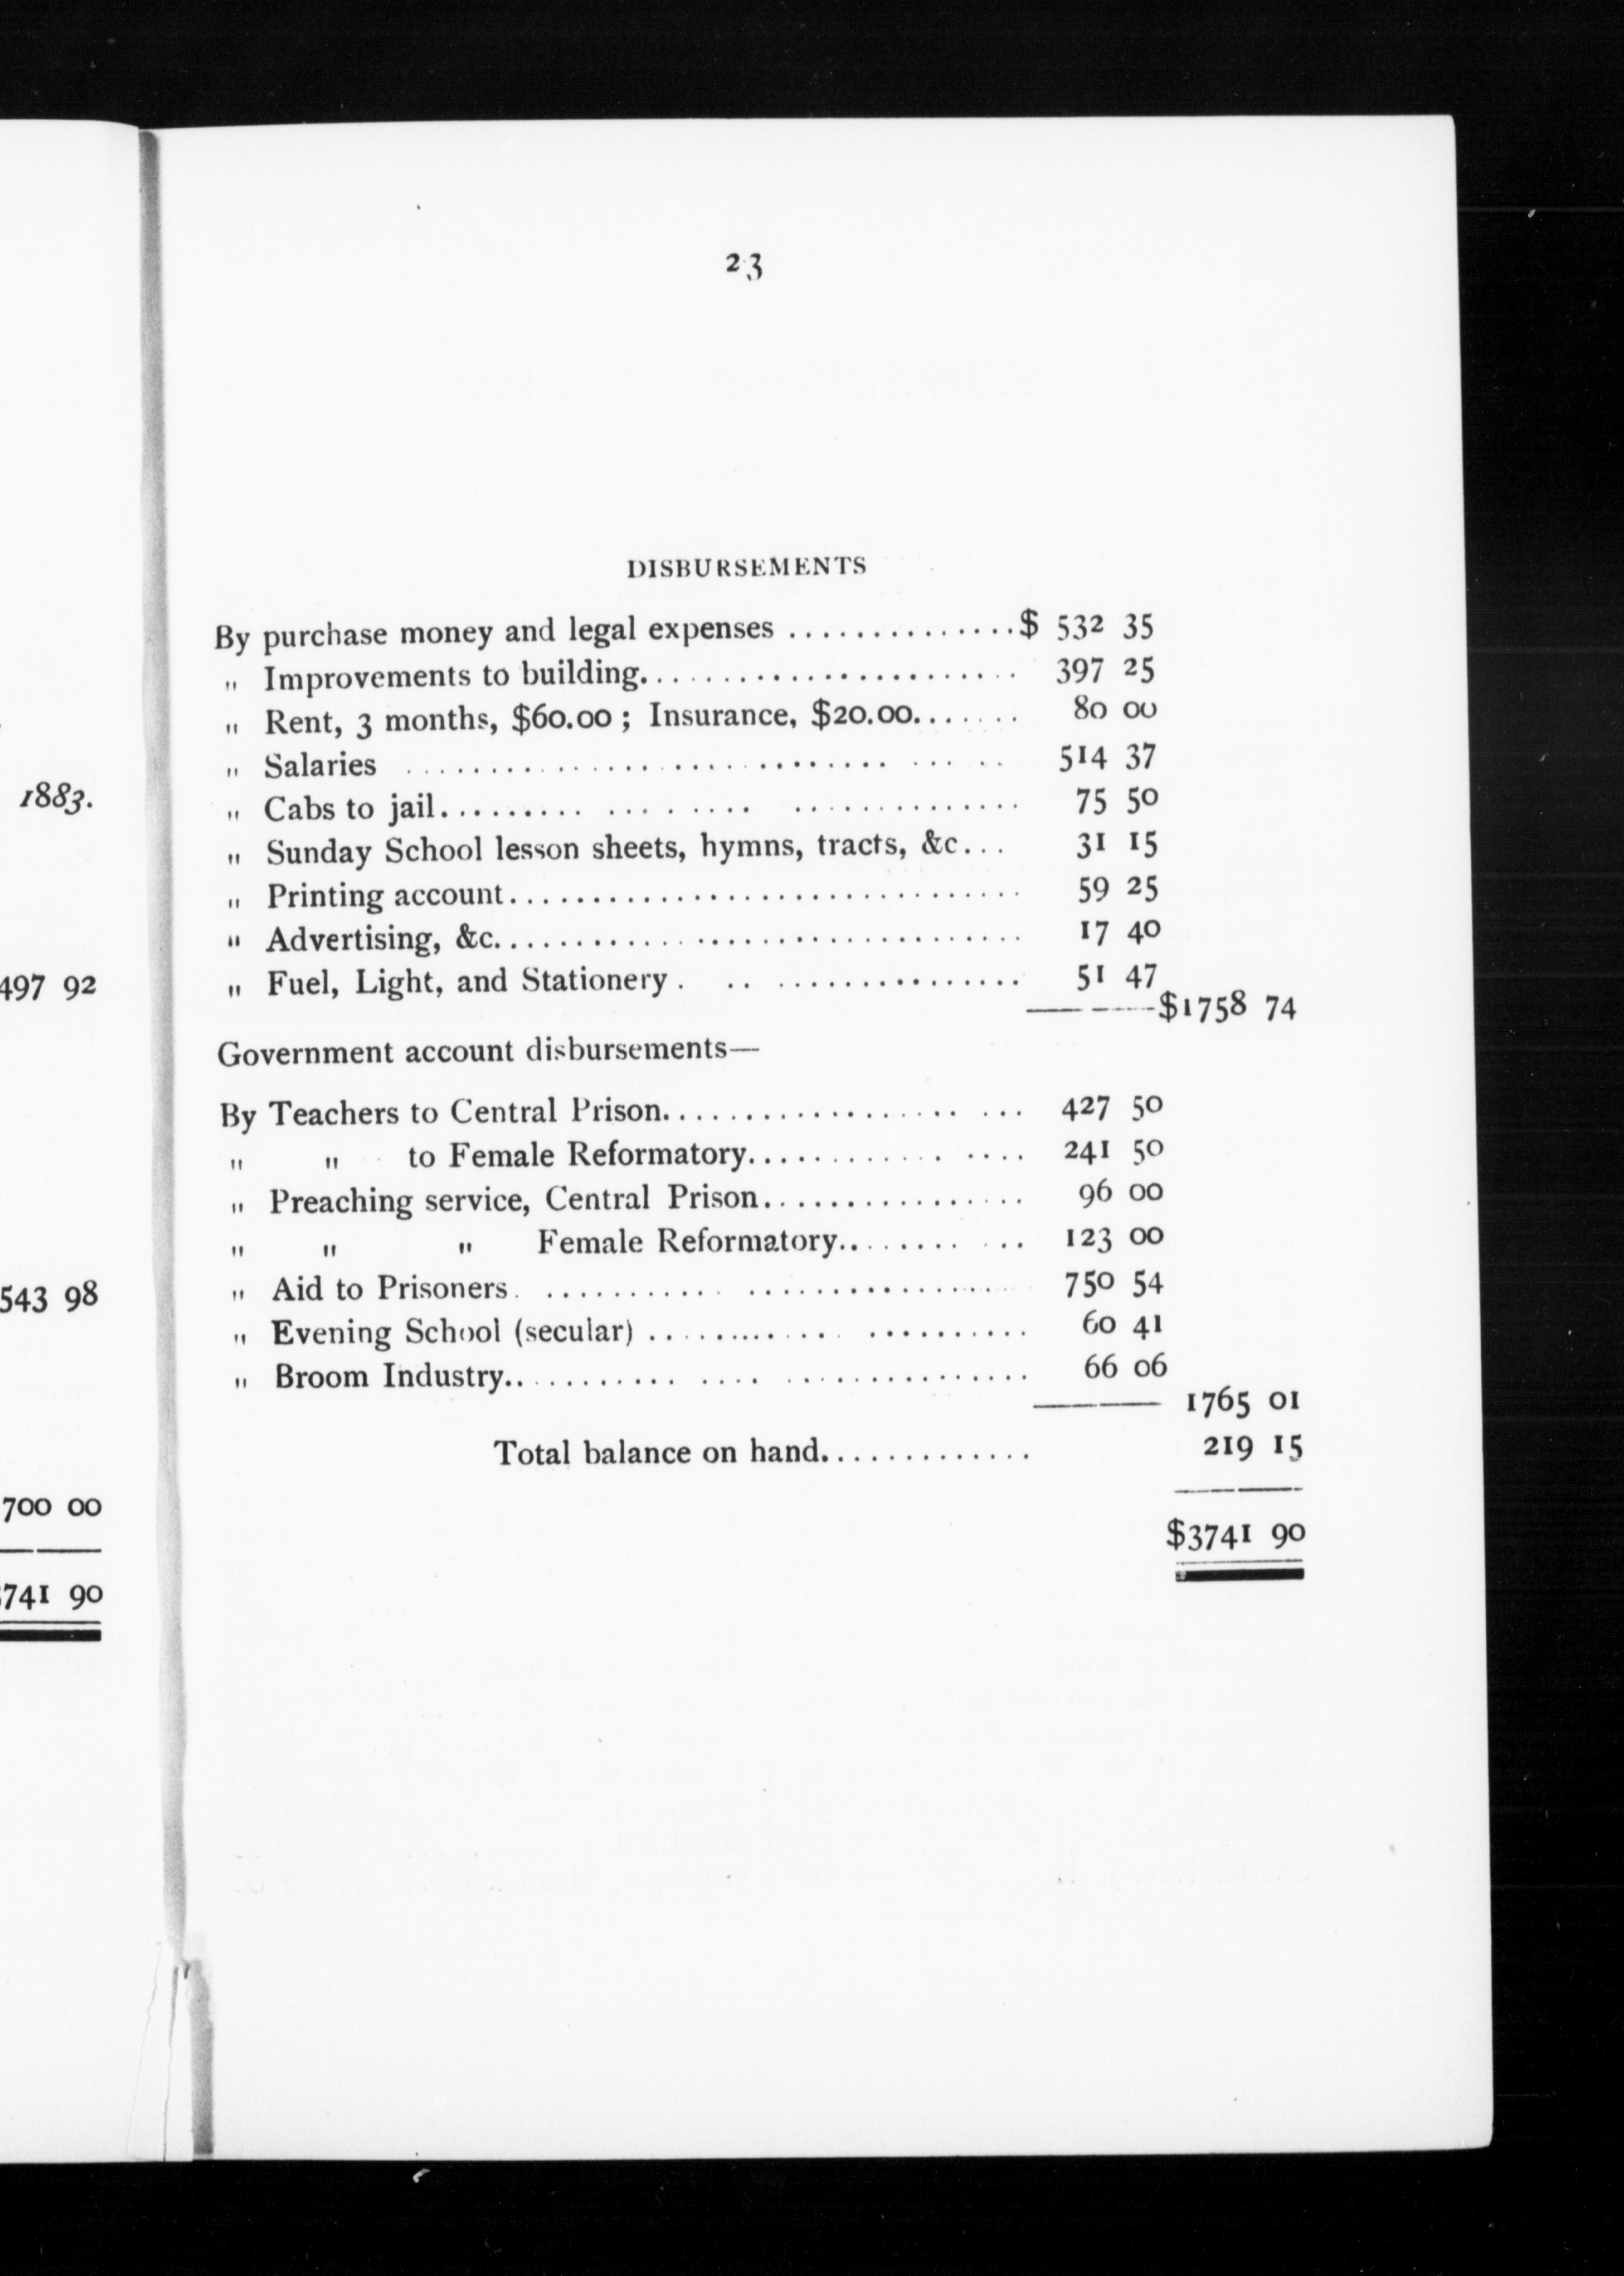 23
1883.
497 92
543 98
700 00
741 90
DISBURSEMENTS
By purchase money and legal expenses ..............$ 532 35
" Improvements to building....................... 397 25
" Rent, 3 months, $60.00 ; Insurance, $20.00....... 80 00
" Salaries .................................... 514 37
" Cabs to jail................................... 75 50
" Sunday School lesson sheets, hymns, tracts, &c... 31 15
" Printing account............................... 59 25
" Advertising, &c................................ 17 40
" Fuel, Light, and Stationery . .. ............... 51 47
$1758 74
Government account disbursements—
By Teachers to Central Prison..................... 427 50
" " to Female Reformatory................ 241 50
" Preaching service, Central Prison................ 96 00
" " " Female Reformatory........... 123 00
" Aid to Prisoners. ............................. 750 54
" Evening School (secular) ...................... 60 41
" Broom Industry............................... 66 06
1765 01
Total balance on hand............. 219 15
$3741 90